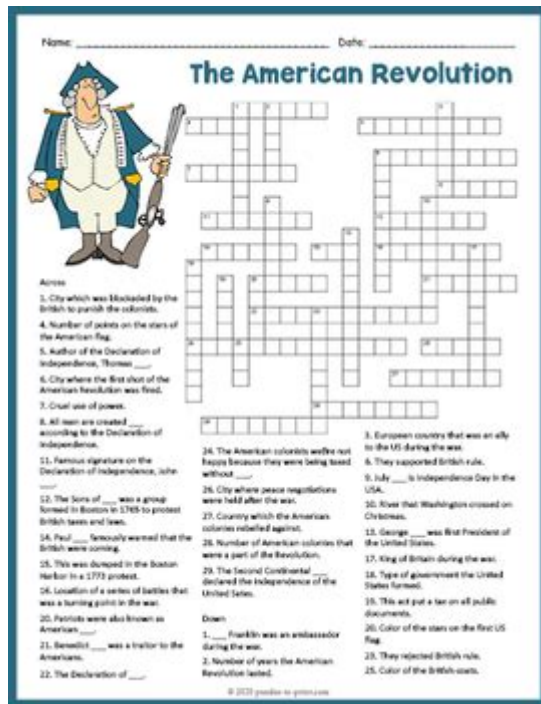 Name: Date:
The American Revolution
Across
1. City which was blockaded by the
British to punish the colonists.
4. Number of points on the stars of
the American flag.
5. Author of the Declaration of
Independence, Thomas ___.
6. City where the first shot of the
American Revolution was fired.
7. Cruel use of power.
8. All men are created ___
according to the Declaration of
Independence.
11. Famous signature on the
Declaration of Independence, John
___.
12. The Sons of ___ was a group
formed in Boston in 1765 to protest
British taxes and laws.
14. Paul ___ famously warned that the
British were coming.
15. This was dumped in the Boston
Harbor in a 1773 protest.
16. Location of a series of battles that
was a turning point in the war.
20. Patriots were also known as
American ___.
21. Benedict ___ was a traitor to the
Americans.
22. The Declaration of ___.
24. The American colonists were not
happy because they were being taxed
without ___.
26. City where peace negotiations
were held after the war.
27. Country which the American
colonies rebelled against.
28. Number of American colonies that
were a part of the Revolution.
29. The Second Continental ___
declared the independence of the
United States.
Down
1. ___ Franklin was an ambassador
during the war.
2. Number of years the American
Revolution lasted.
3. European country that was an ally
to the US during the war.
6. They supported British rule.
9. July ___ is Independence Day in the
USA.
10. River that Washington crossed on
Christmas.
13. George ___ was first President of
the United States.
17. King of Britain during the war.
18. Type of government the United
States formed.
19. This act put a tax on all public
documents.
20. Color of the stars on the first US
flag.
23. They rejected British rule.
25. Color of the British coats.
© 2020 puzzles-to-print.com